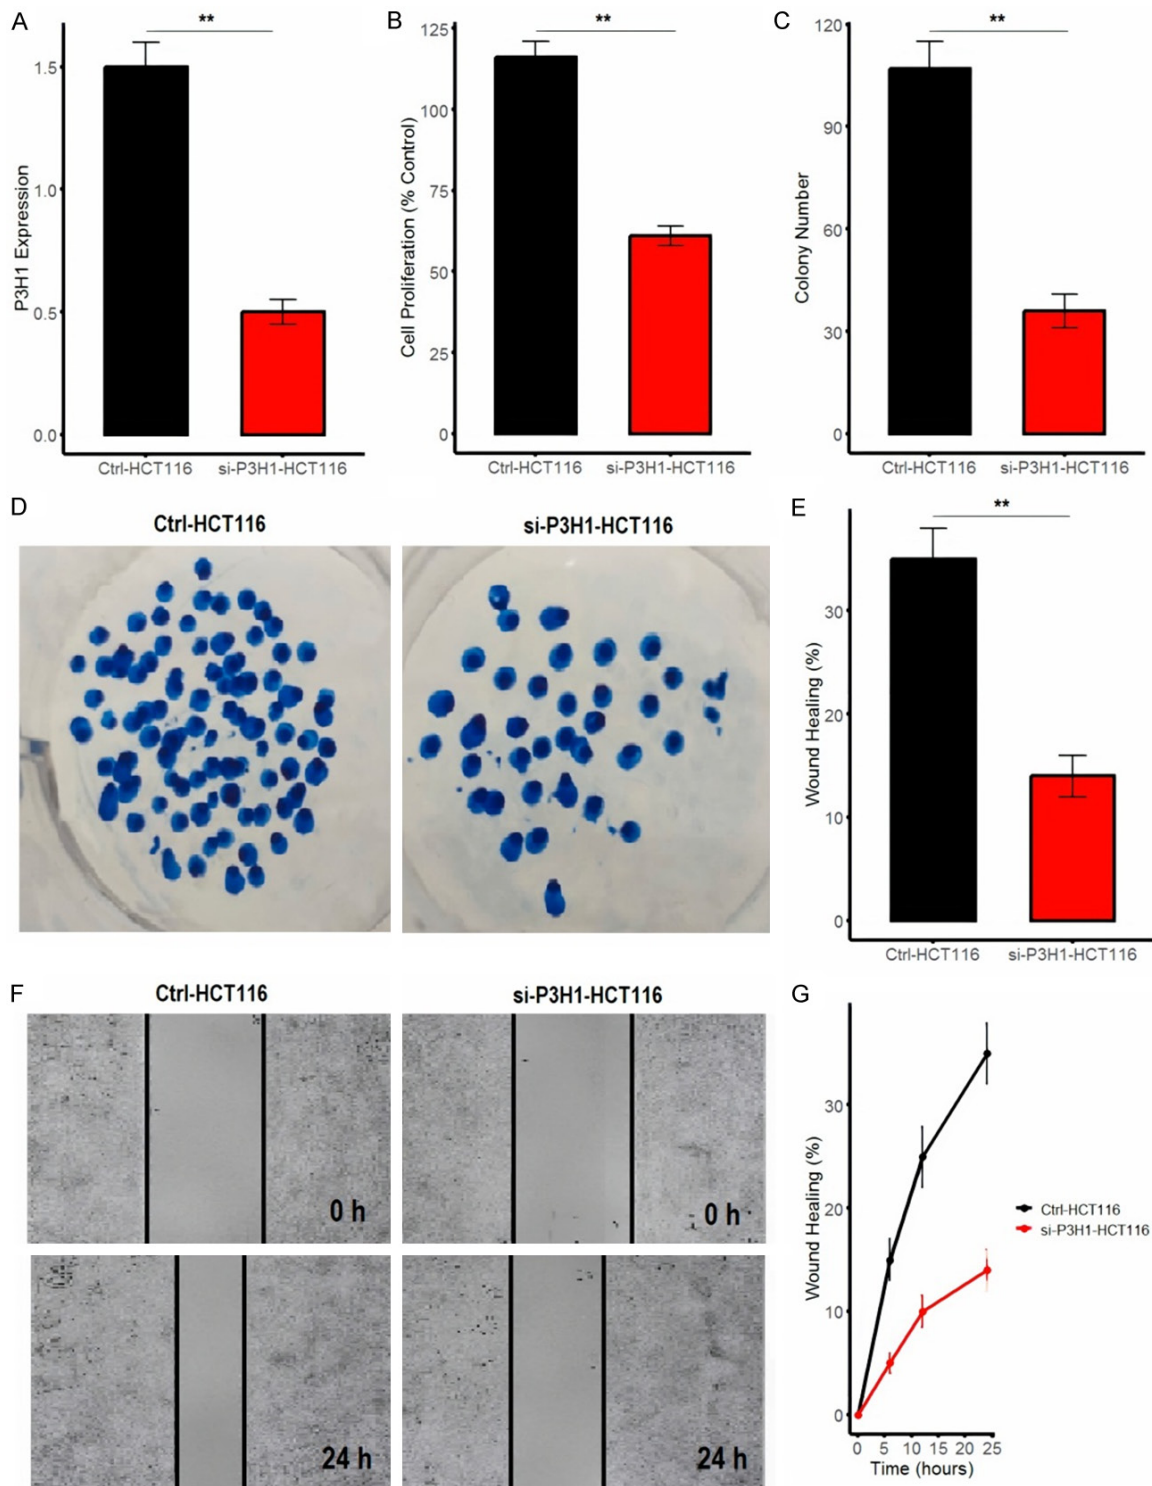 A
**
P3H1 Expression
1.5
1.0
0.5
0.0
Ctrl-HCT116
si-P3H1-HCT116
B
**
Cell Proliferation (% Control)
125
100
75
50
25
0
Ctrl-HCT116
si-P3H1-HCT116
C
**
Colony Number
120
90
60
30
0
Ctrl-HCT116
si-P3H1-HCT116
D
Ctrl-HCT116
si-P3H1-HCT116
E
**
Wound Healing (%)
30
20
10
0
Ctrl-HCT116
si-P3H1-HCT116
F
Ctrl-HCT116
si-P3H1-HCT116
0 h
0 h
24 h
24 h
G
Wound Healing (%)
30
20
10
0
0 5 10 15 20 25
Time (hours)
Ctrl-HCT116
si-P3H1-HCT116